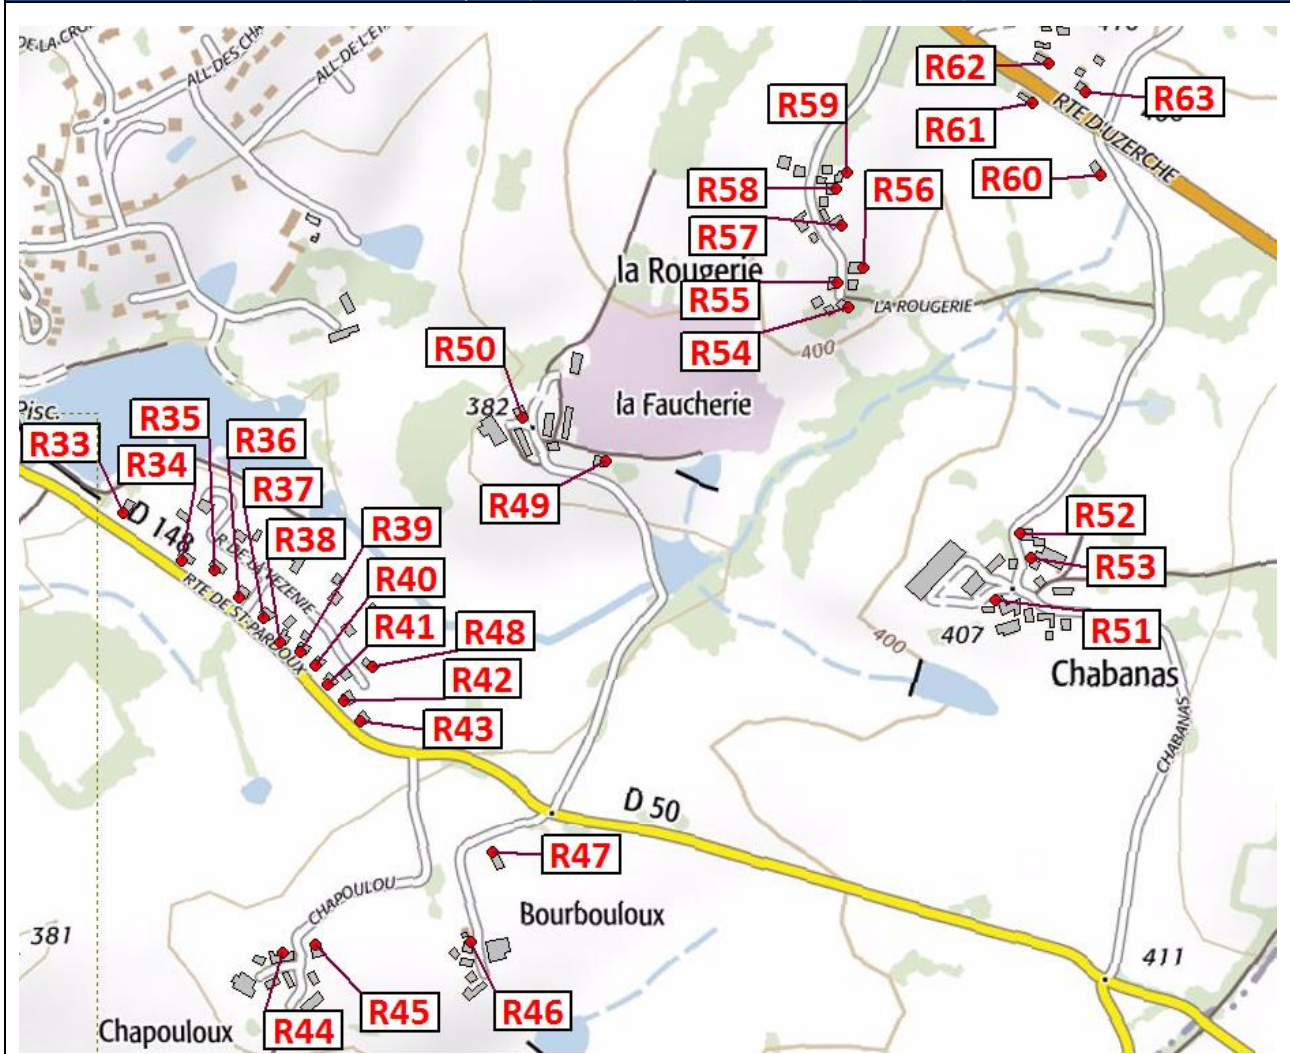 DE LA CRO
ALL DES CHA
ALL DE L'ET
R62
R63
RTE D'UZERCHE
R59
R61
R60
R58
R56
R57
la Rougerie
R55
LA ROUGERIE
R54
400
R50
382
la Faucherie
Pisc.
R33
R35
R34
R36
R37
R49
D 148
R38
R39
R DE LA VEZENIE
R40
RTE DE ST-PARDOUX
R41
R48
R42
R43
R52
R53
R51
407
400
Chabanas
CHABANAS
D 50
R47
CHAPOULOU
Bourbouloux
381
411
R44
R45
R46
Chapouloux